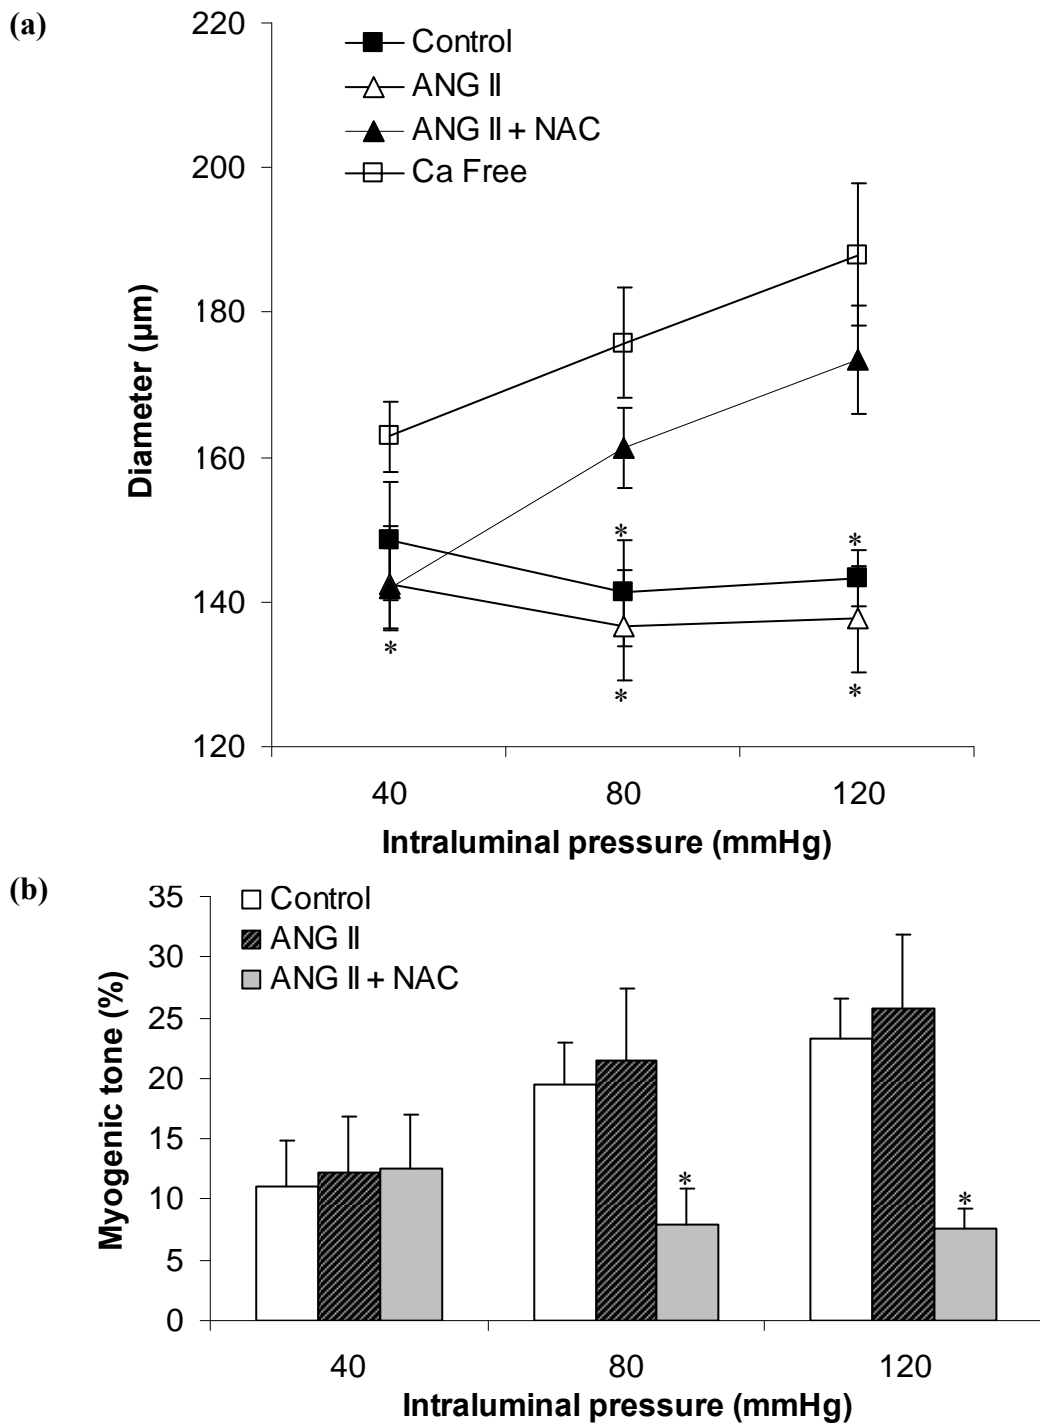 (a)
220
200
180
160
140
120
Diameter (µm)
Control
ANG II
ANG II + NAC
Ca Free
*
*
*
*
*
40 80 120
Intraluminal pressure (mmHg)
(b)
35
30
25
20
15
10
5
0
Myogenic tone (%)
Control
ANG II
ANG II + NAC
*
*
40 80 120
Intraluminal pressure (mmHg)